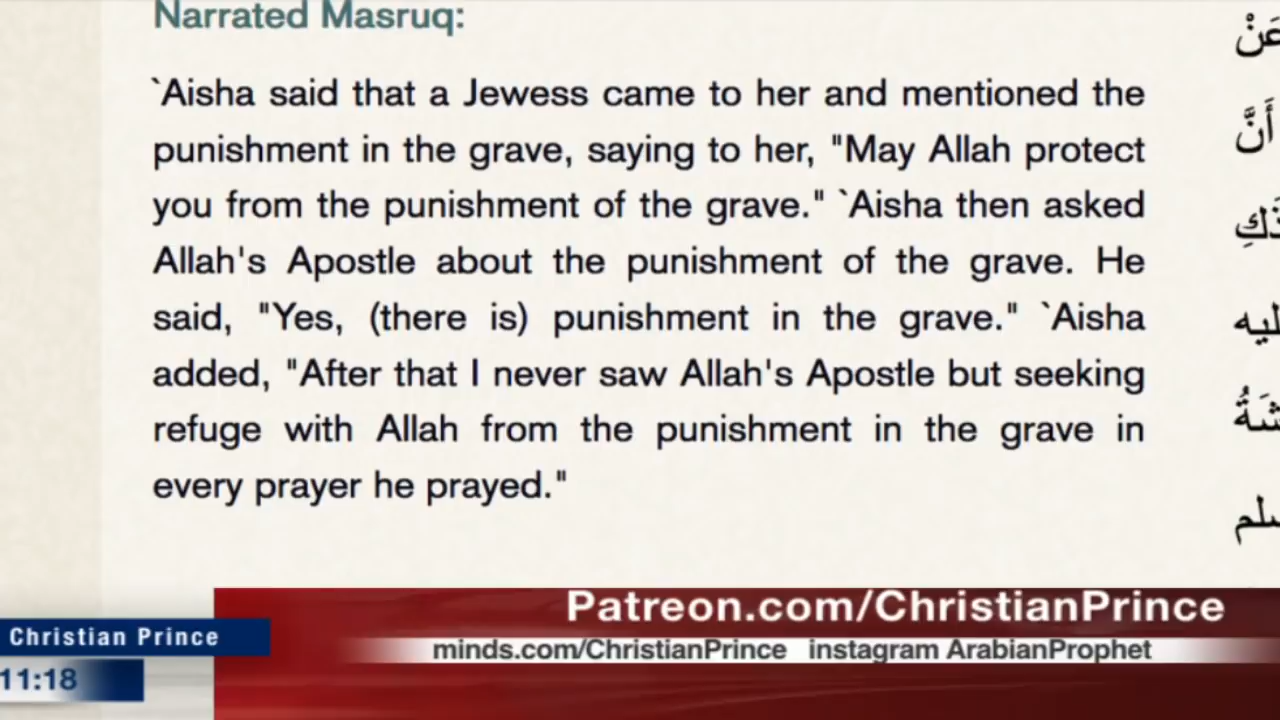 Narrated Masruq:
`Aisha said that a Jewess came to her and mentioned the
punishment in the grave, saying to her, "May Allah protect
you from the punishment of the grave." `Aisha then asked
Allah's Apostle about the punishment of the grave. He
said, "Yes, (there is) punishment in the grave." `Aisha
added, "After that I never saw Allah's Apostle but seeking
refuge with Allah from the punishment in the grave in
every prayer he prayed."
عَنْ
أَنَّ
Patreon.com/ChristianPrince
Christian Prince
minds.com/ChristianPrince instagram ArabianProphet
11:18